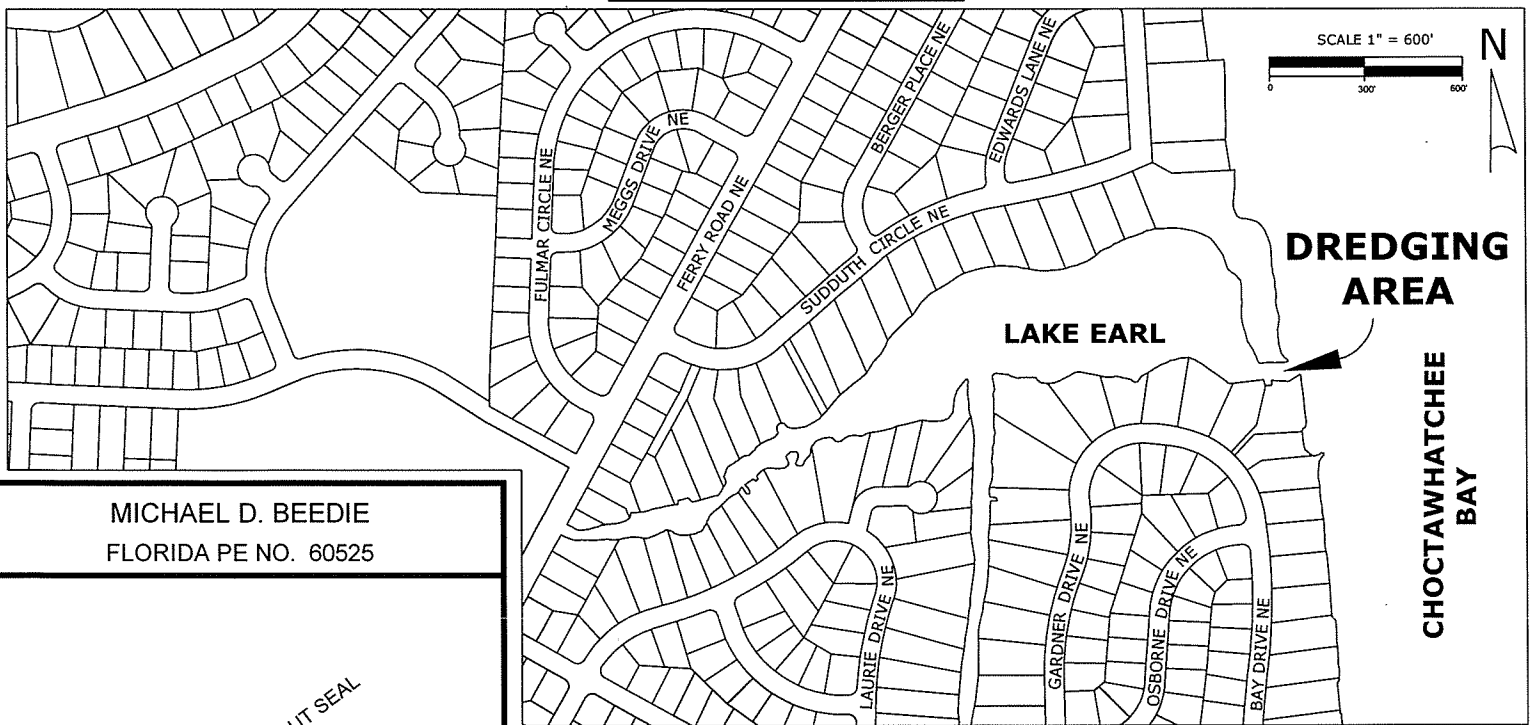 SCALE 1" = 600'
N
0 300' 600'
BERGER PLACE NE
EDWARDS LANE NE
MEGGS DRIVE NE
FULMAR CIRCLE NE
FERRY ROAD NE
SUDDUTH CIRCLE NE
DREDGING
AREA
LAKE EARL
CHOCTAWHATCHEE
BAY
MICHAEL D. BEEDIE
FLORIDA PE NO. 60525
SEAL
LAURIE DRIVE NE
GARDNER DRIVE NE
OSBORNE DRIVE NE
BAY DRIVE NE